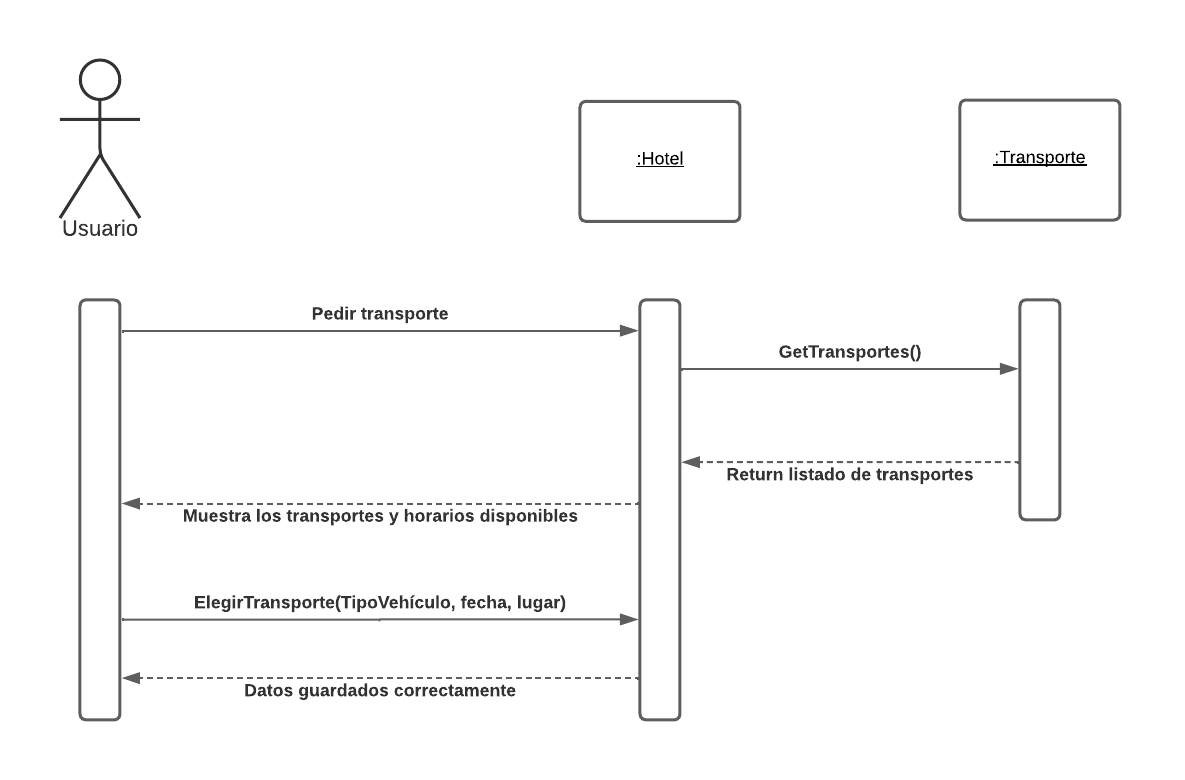 Usuario
:Hotel
:Transporte
Pedir transporte
GetTransportes()
Return listado de transportes
Muestra los transportes y horarios disponibles
ElegirTransporte(TipoVehículo, fecha, lugar)
Datos guardados correctamente